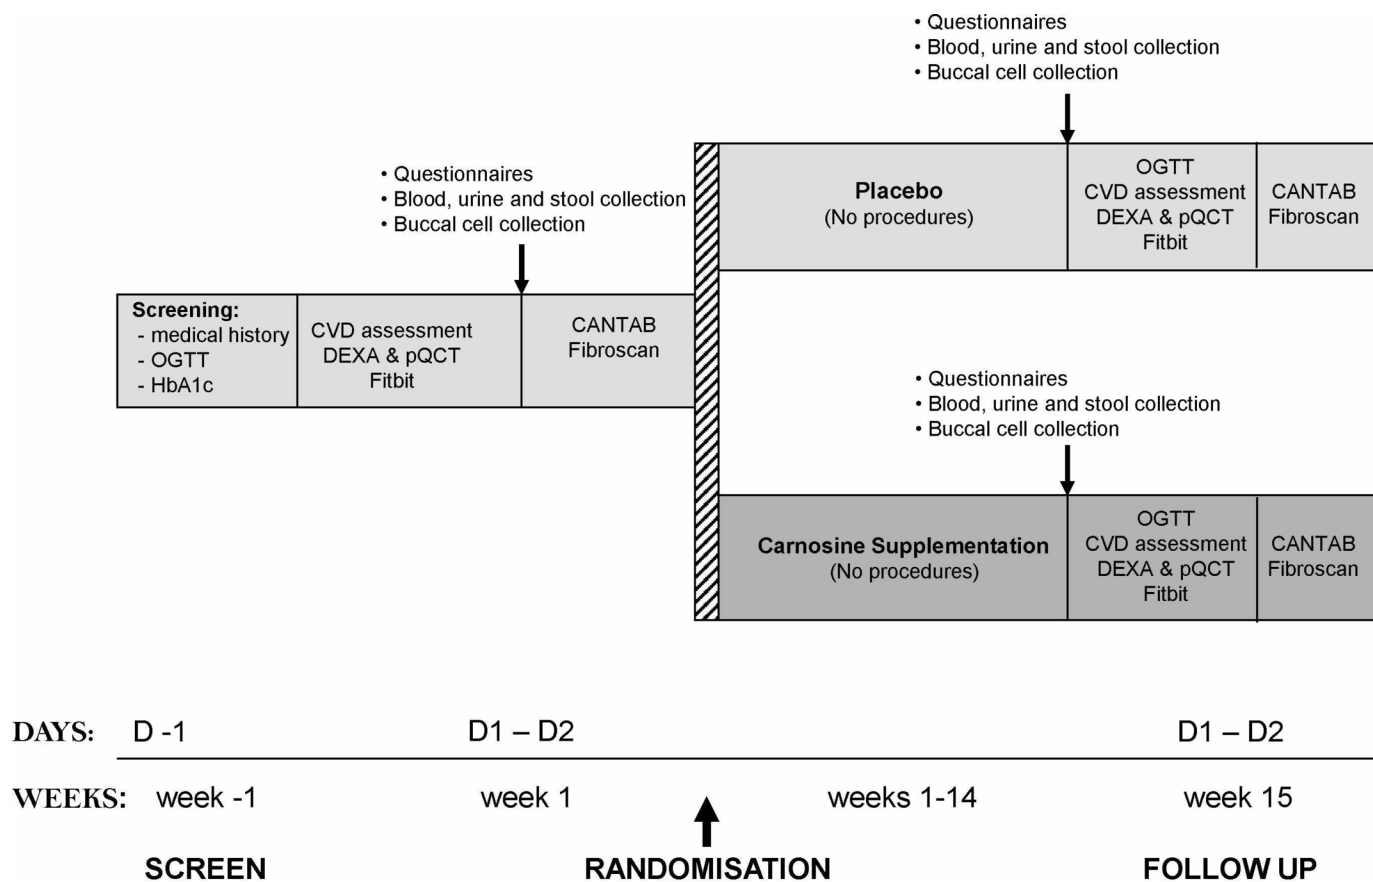 • Questionnaires
• Blood, urine and stool collection
• Buccal cell collection
• Questionnaires
• Blood, urine and stool collection
• Buccal cell collection
Placebo
(No procedures)
OGTT
CVD assessment
DEXA & pQCT
Fitbit
CANTAB
Fibroscan
Screening:
- medical history
- OGTT
- HbA1c
CVD assessment
DEXA & pQCT
Fitbit
CANTAB
Fibroscan
• Questionnaires
• Blood, urine and stool collection
• Buccal cell collection
Carnosine Supplementation
(No procedures)
OGTT
CVD assessment
DEXA & pQCT
Fitbit
CANTAB
Fibroscan
DAYS: D -1 D1 – D2 D1 – D2
WEEKS: week -1 week 1 weeks 1-14 week 15
SCREEN RANDOMISATION FOLLOW UP